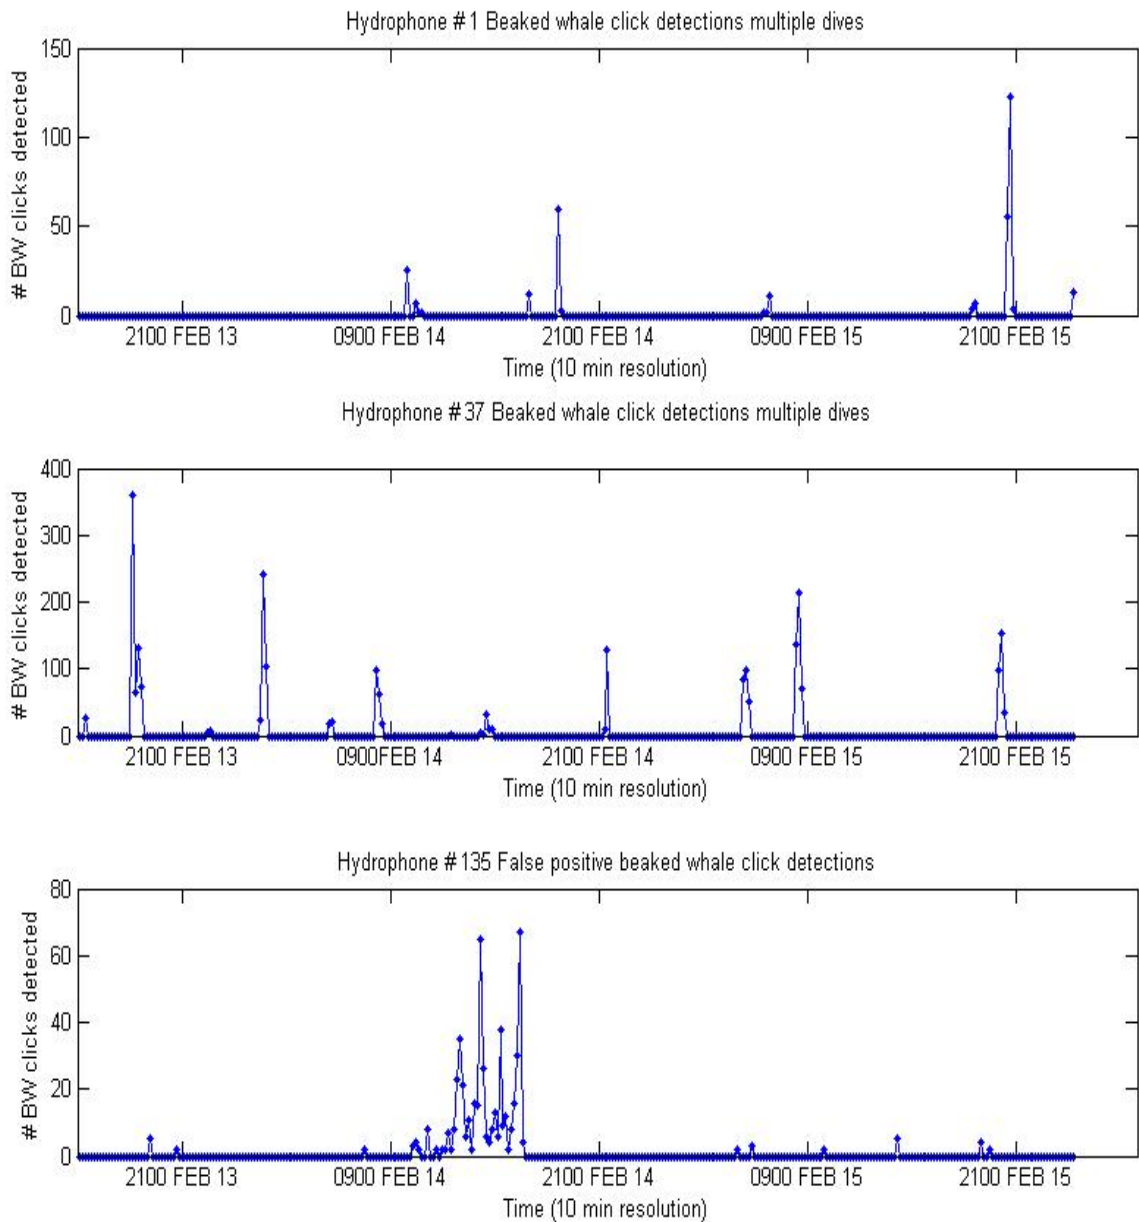 Hydrophone #1 Beaked whale click detections multiple dives
150
100
50
0
# BW clicks detected
2100 FEB 13 0900 FEB 14 2100 FEB 14 0900 FEB 15 2100 FEB 15
Time (10 min resolution)
Hydrophone #37 Beaked whale click detections multiple dives
400
300
200
100
0
# BW clicks detected
2100 FEB 13 0900 FEB 14 2100 FEB 14 0900 FEB 15 2100 FEB 15
Time (10 min resolution)
Hydrophone #135 False positive beaked whale click detections
80
60
40
20
0
# BW clicks detected
2100 FEB 13 0900 FEB 14 2100 FEB 14 0900 FEB 15 2100 FEB 15
Time (10 min resolution)